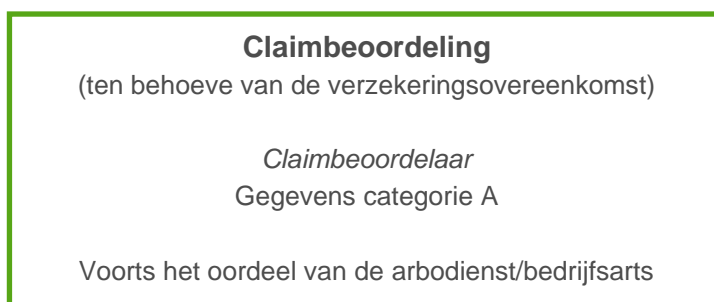 Claimbeoordeling
(ten behoeve van de verzekeringsovereenkomst)
Claimbeoordelaar
Gegevens categorie A
Voorts het oordeel van de arbodienst/bedrijfsarts